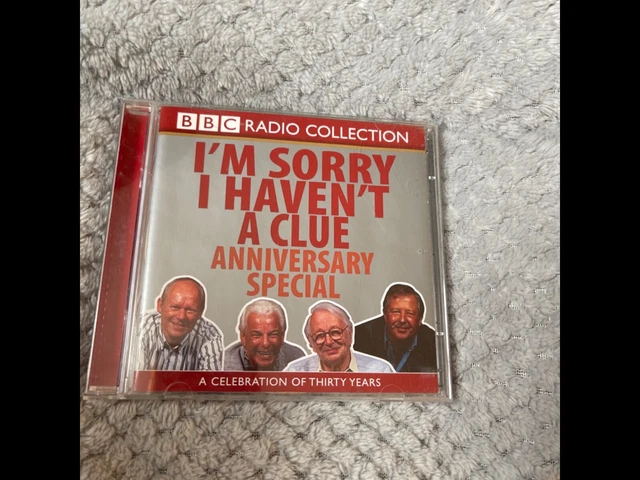 BBC RADIO COLLECTION
I'M SORRY
I HAVEN'T
A CLUE
ANNIVERSARY
SPECIAL
A CELEBRATION OF THIRTY YEARS